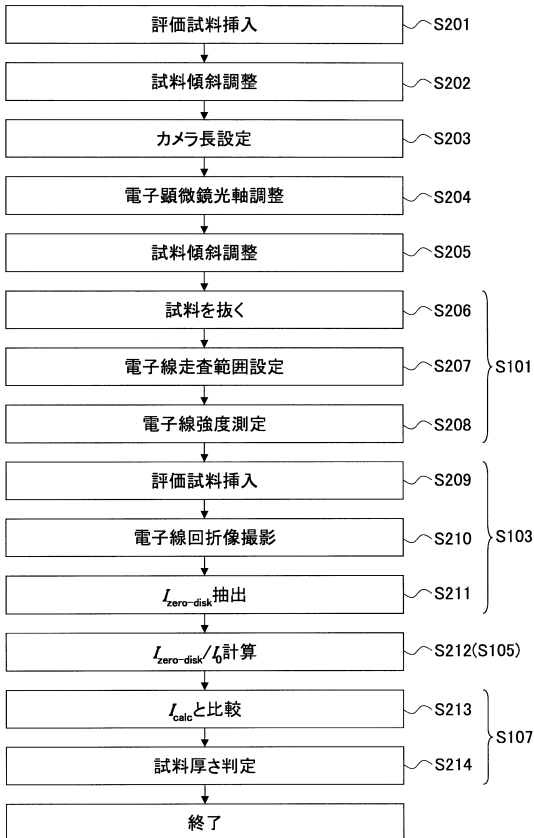 評価試料挿入 S201
試料傾斜調整 S202
カメラ長設定 S203
電子顕微鏡光軸調整 S204
試料傾斜調整 S205
試料を抜く S206
電子線走査範囲設定 S207
S101
電子線強度測定 S208
評価試料挿入 S209
電子線回折像撮影 S210
S103
Izero-disk抽出 S211
Izero-disk/I0計算 S212(S105)
Icalcと比較 S213
S107
試料厚さ判定 S214
終了